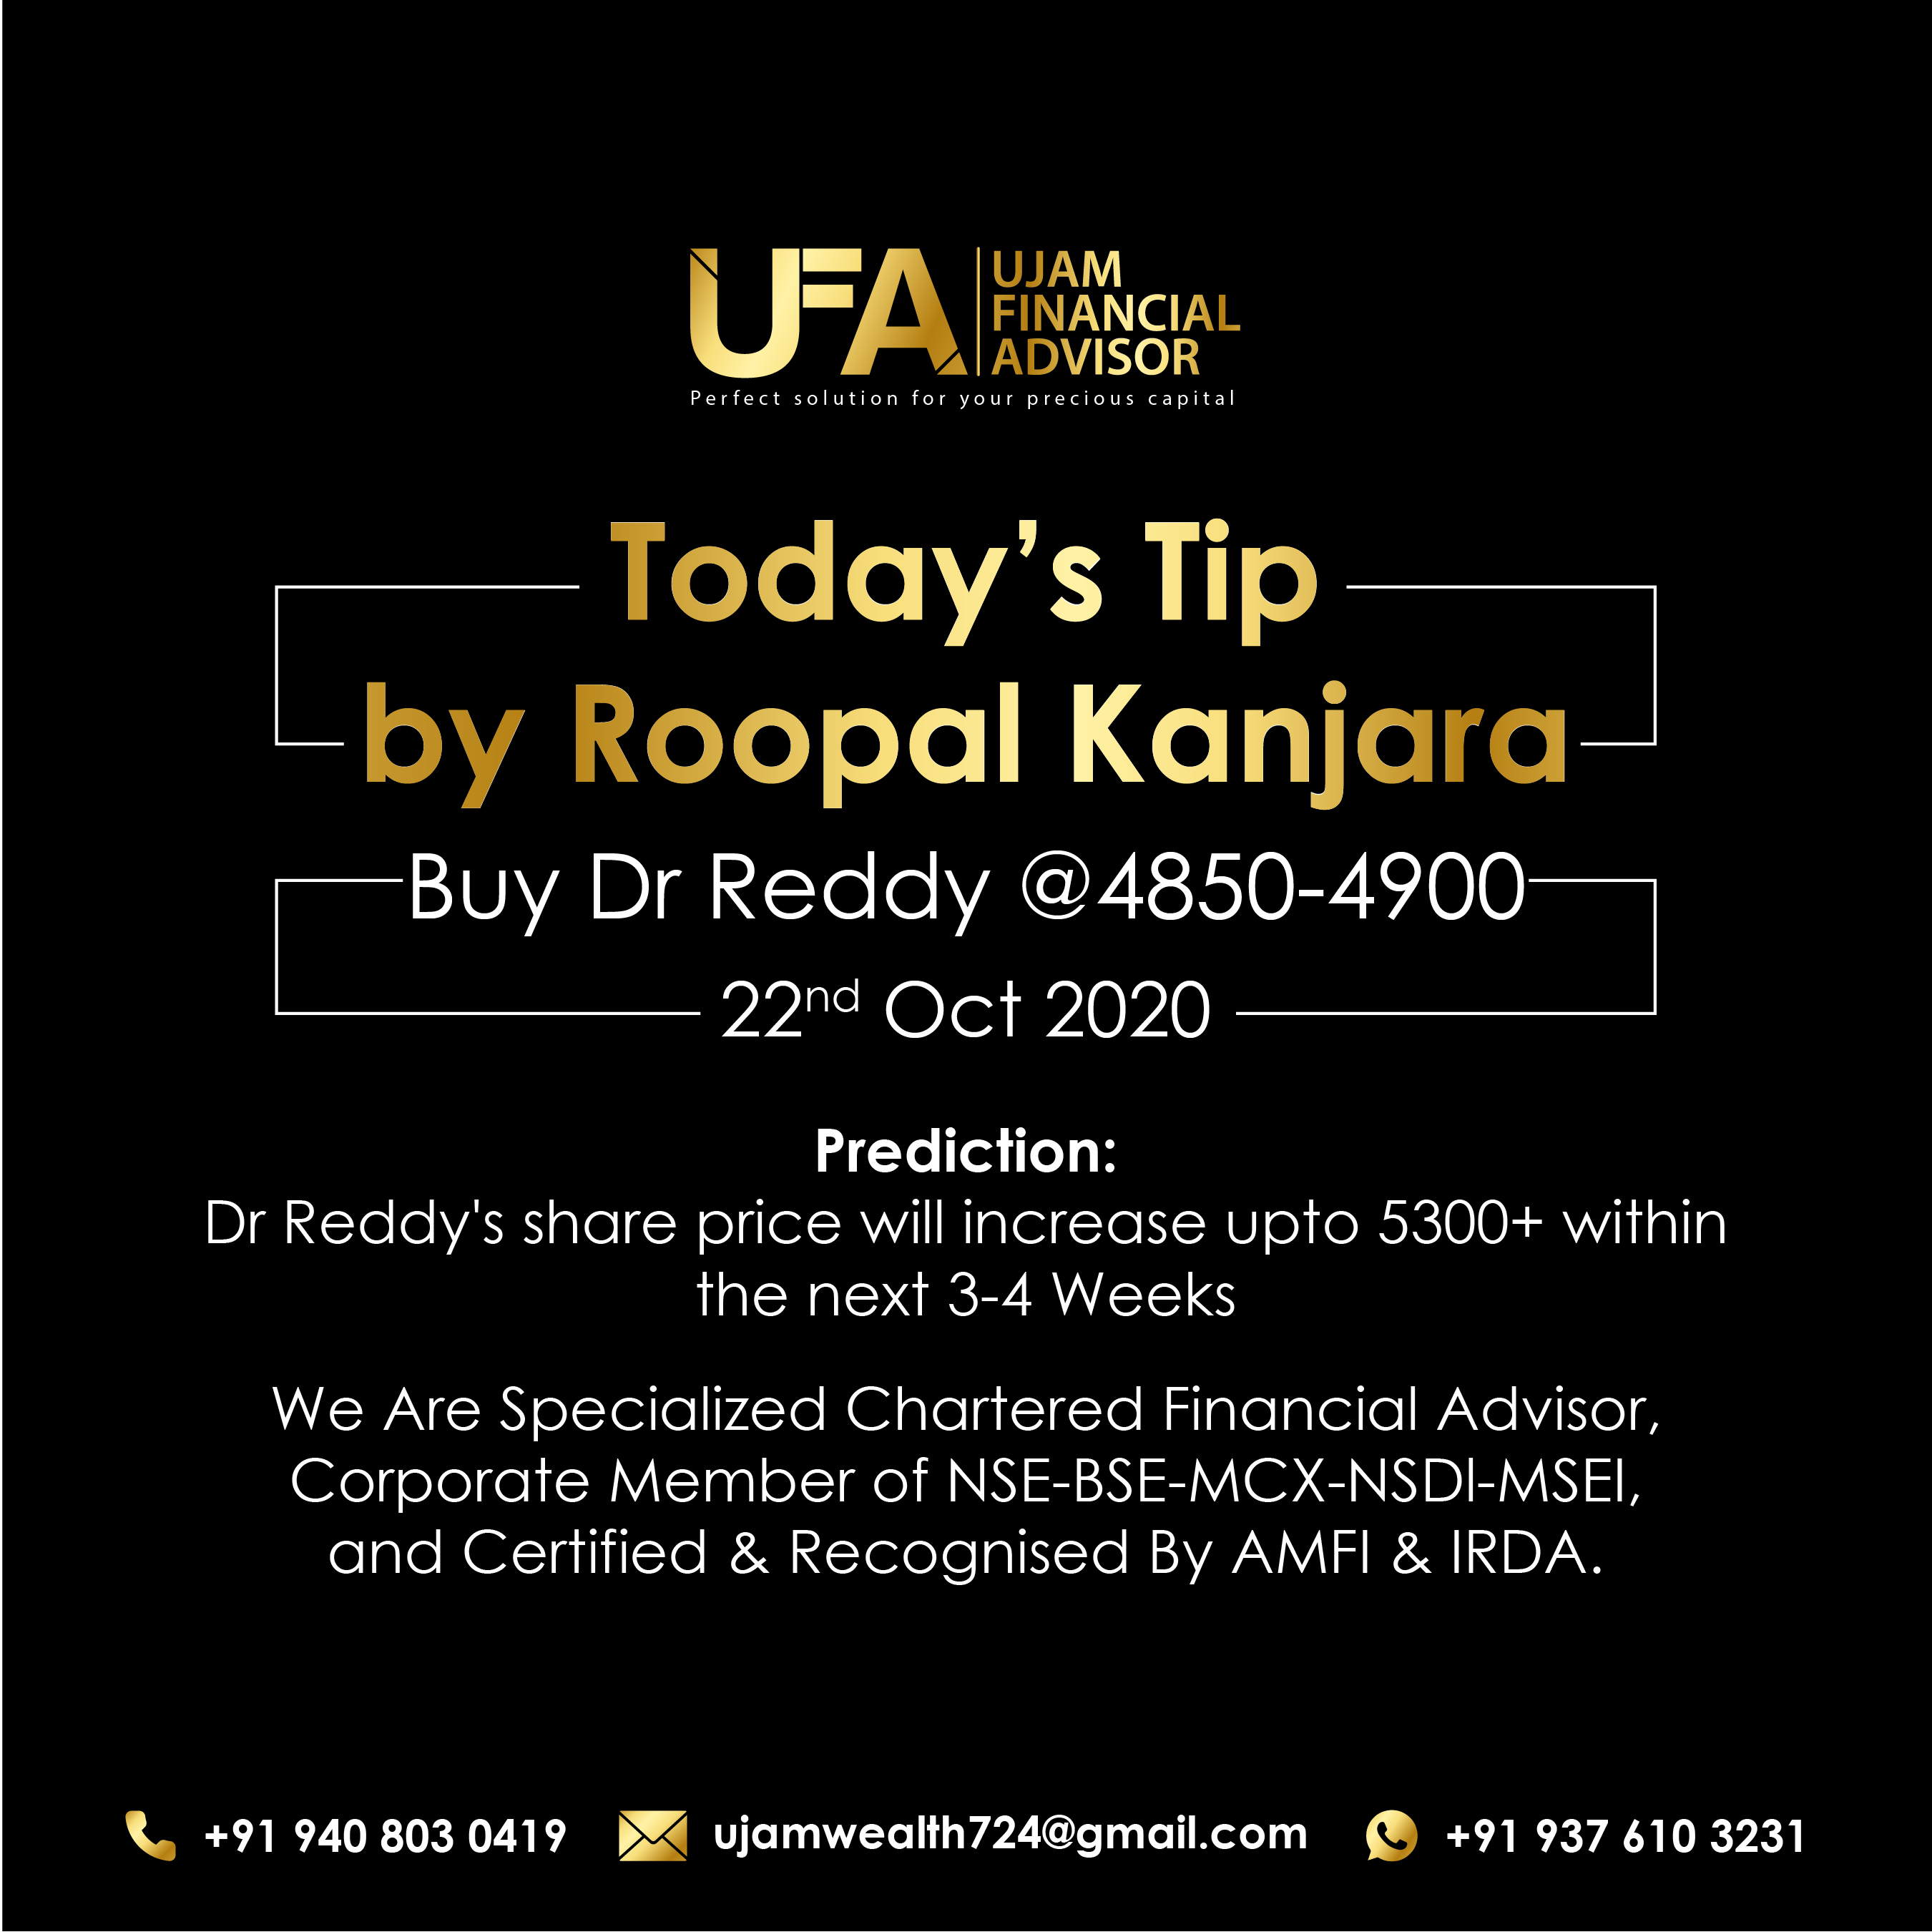 UFA
UJAM
FINANCIAL
ADVISOR
Perfect solution for your precious capital
Today’s Tip
by Roopal Kanjara
Buy Dr Reddy @4850-4900
22nd Oct 2020
Prediction:
Dr Reddy's share price will increase upto 5300+ within
the next 3-4 Weeks
We Are Specialized Chartered Financial Advisor,
Corporate Member of NSE-BSE-MCX-NSDl-MSEI,
and Certified & Recognised By AMFI & IRDA.
+91 940 803 0419
ujamwealth724@gmail.com
+91 937 610 3231